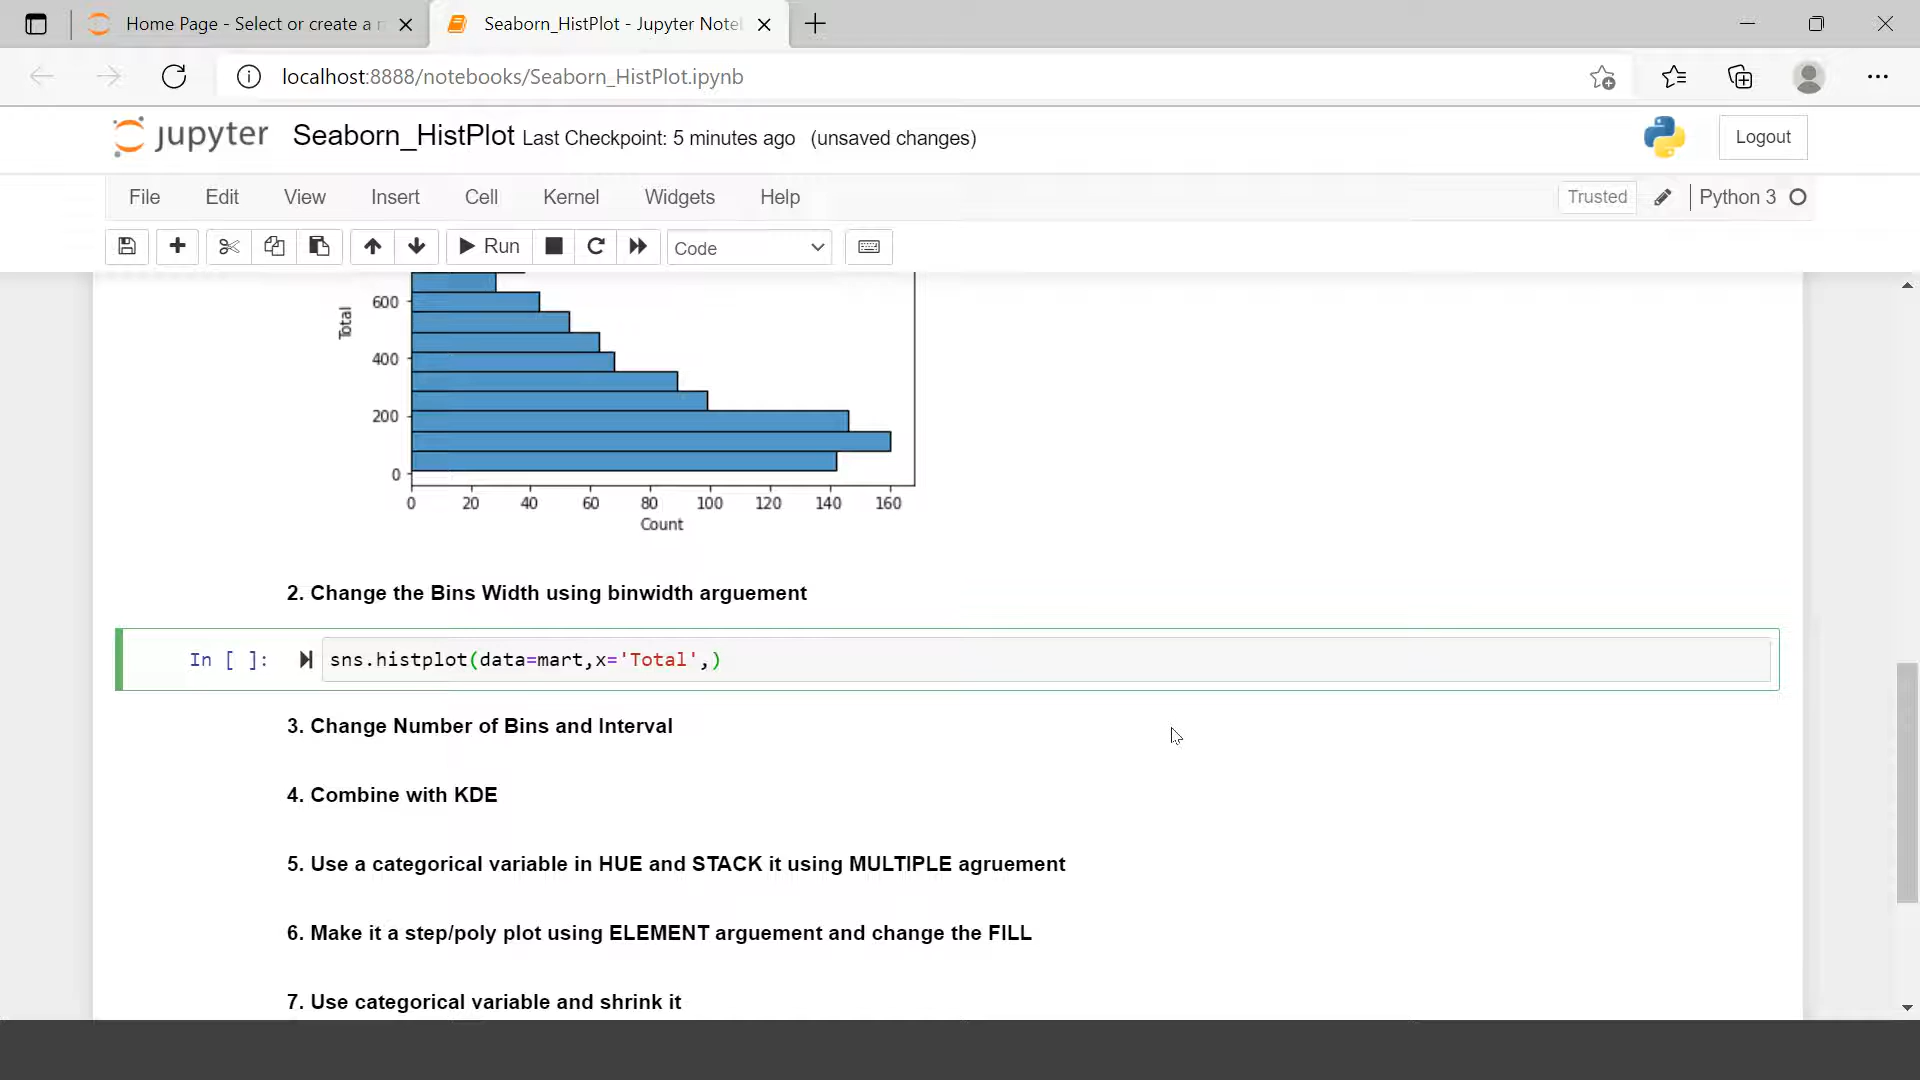 Home Page - Select or create a n
Seaborn_HistPlot - Jupyter Note
localhost:8888/notebooks/Seaborn_HistPlot.ipynb
jupyter Seaborn_HistPlot Last Checkpoint: 5 minutes ago (unsaved changes)
Logout
File Edit View Insert Cell Kernel Widgets Help
Trusted Python 3
Run Code
Total
600
400
200
0
0 20 40 60 80 100 120 140 160
Count
2. Change the Bins Width using binwidth arguement
In [ ]: sns.histplot(data=mart,x='Total',)
3. Change Number of Bins and Interval
4. Combine with KDE
5. Use a categorical variable in HUE and STACK it using MULTIPLE agruement
6. Make it a step/poly plot using ELEMENT arguement and change the FILL
7. Use categorical variable and shrink it